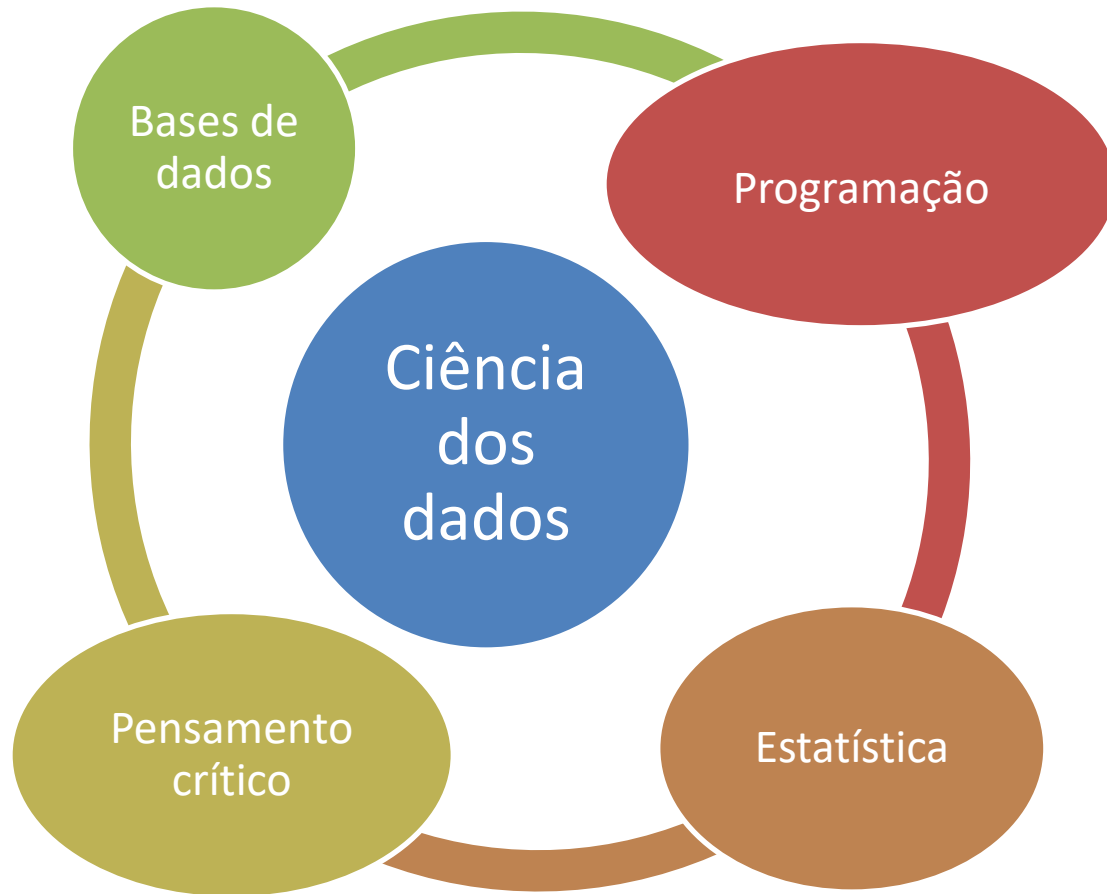 Bases de
dados
Programação
Ciência
dos
dados
Pensamento
crítico
Estatística